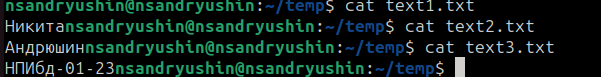 nsandryushin@nsandryushin:~/temp$ cat text1.txt
Никитаnsandryushin@nsandryushin:~/temp$ cat text2.txt
Андрюшинnsandryushin@nsandryushin:~/temp$ cat text3.txt
НПИбд-01-23nsandryushin@nsandryushin:~/temp$